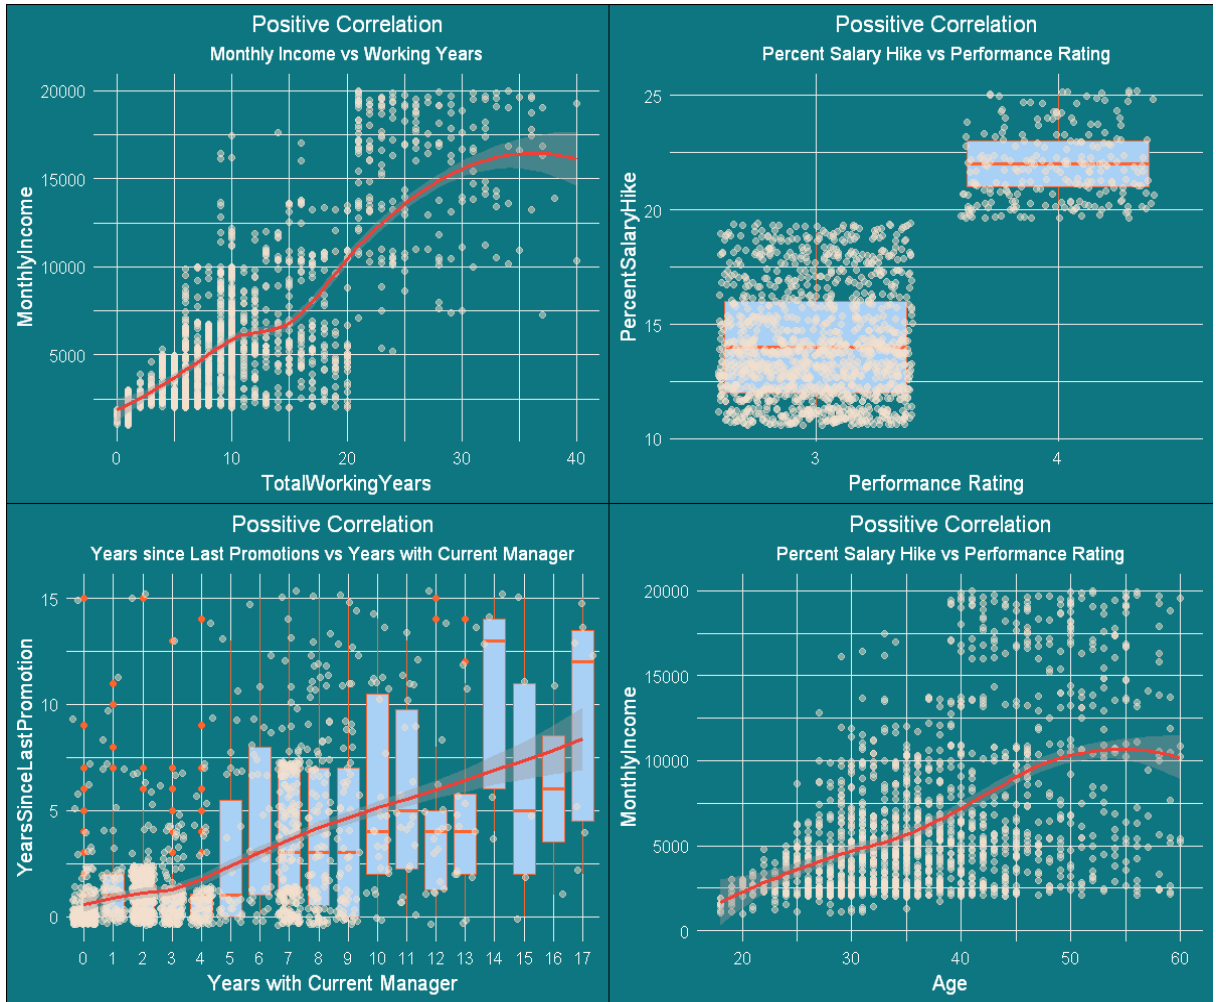 Positive Correlation
Monthly Income vs Working Years
20000
15000
10000
5000
MonthlyIncome
0 10 20 30 40
TotalWorkingYears
Possitive Correlation
Percent Salary Hike vs Performance Rating
25
20
15
10
PercentSalaryHike
3 4
Performance Rating
Possitive Correlation
Years since Last Promotions vs Years with Current Manager
15
10
5
0
YearsSinceLastPromotion
0 1 2 3 4 5 6 7 8 9 10 11 12 13 14 15 16 17
Years with Current Manager
Possitive Correlation
Percent Salary Hike vs Performance Rating
20000
15000
10000
5000
0
MonthlyIncome
20 30 40 50 60
Age